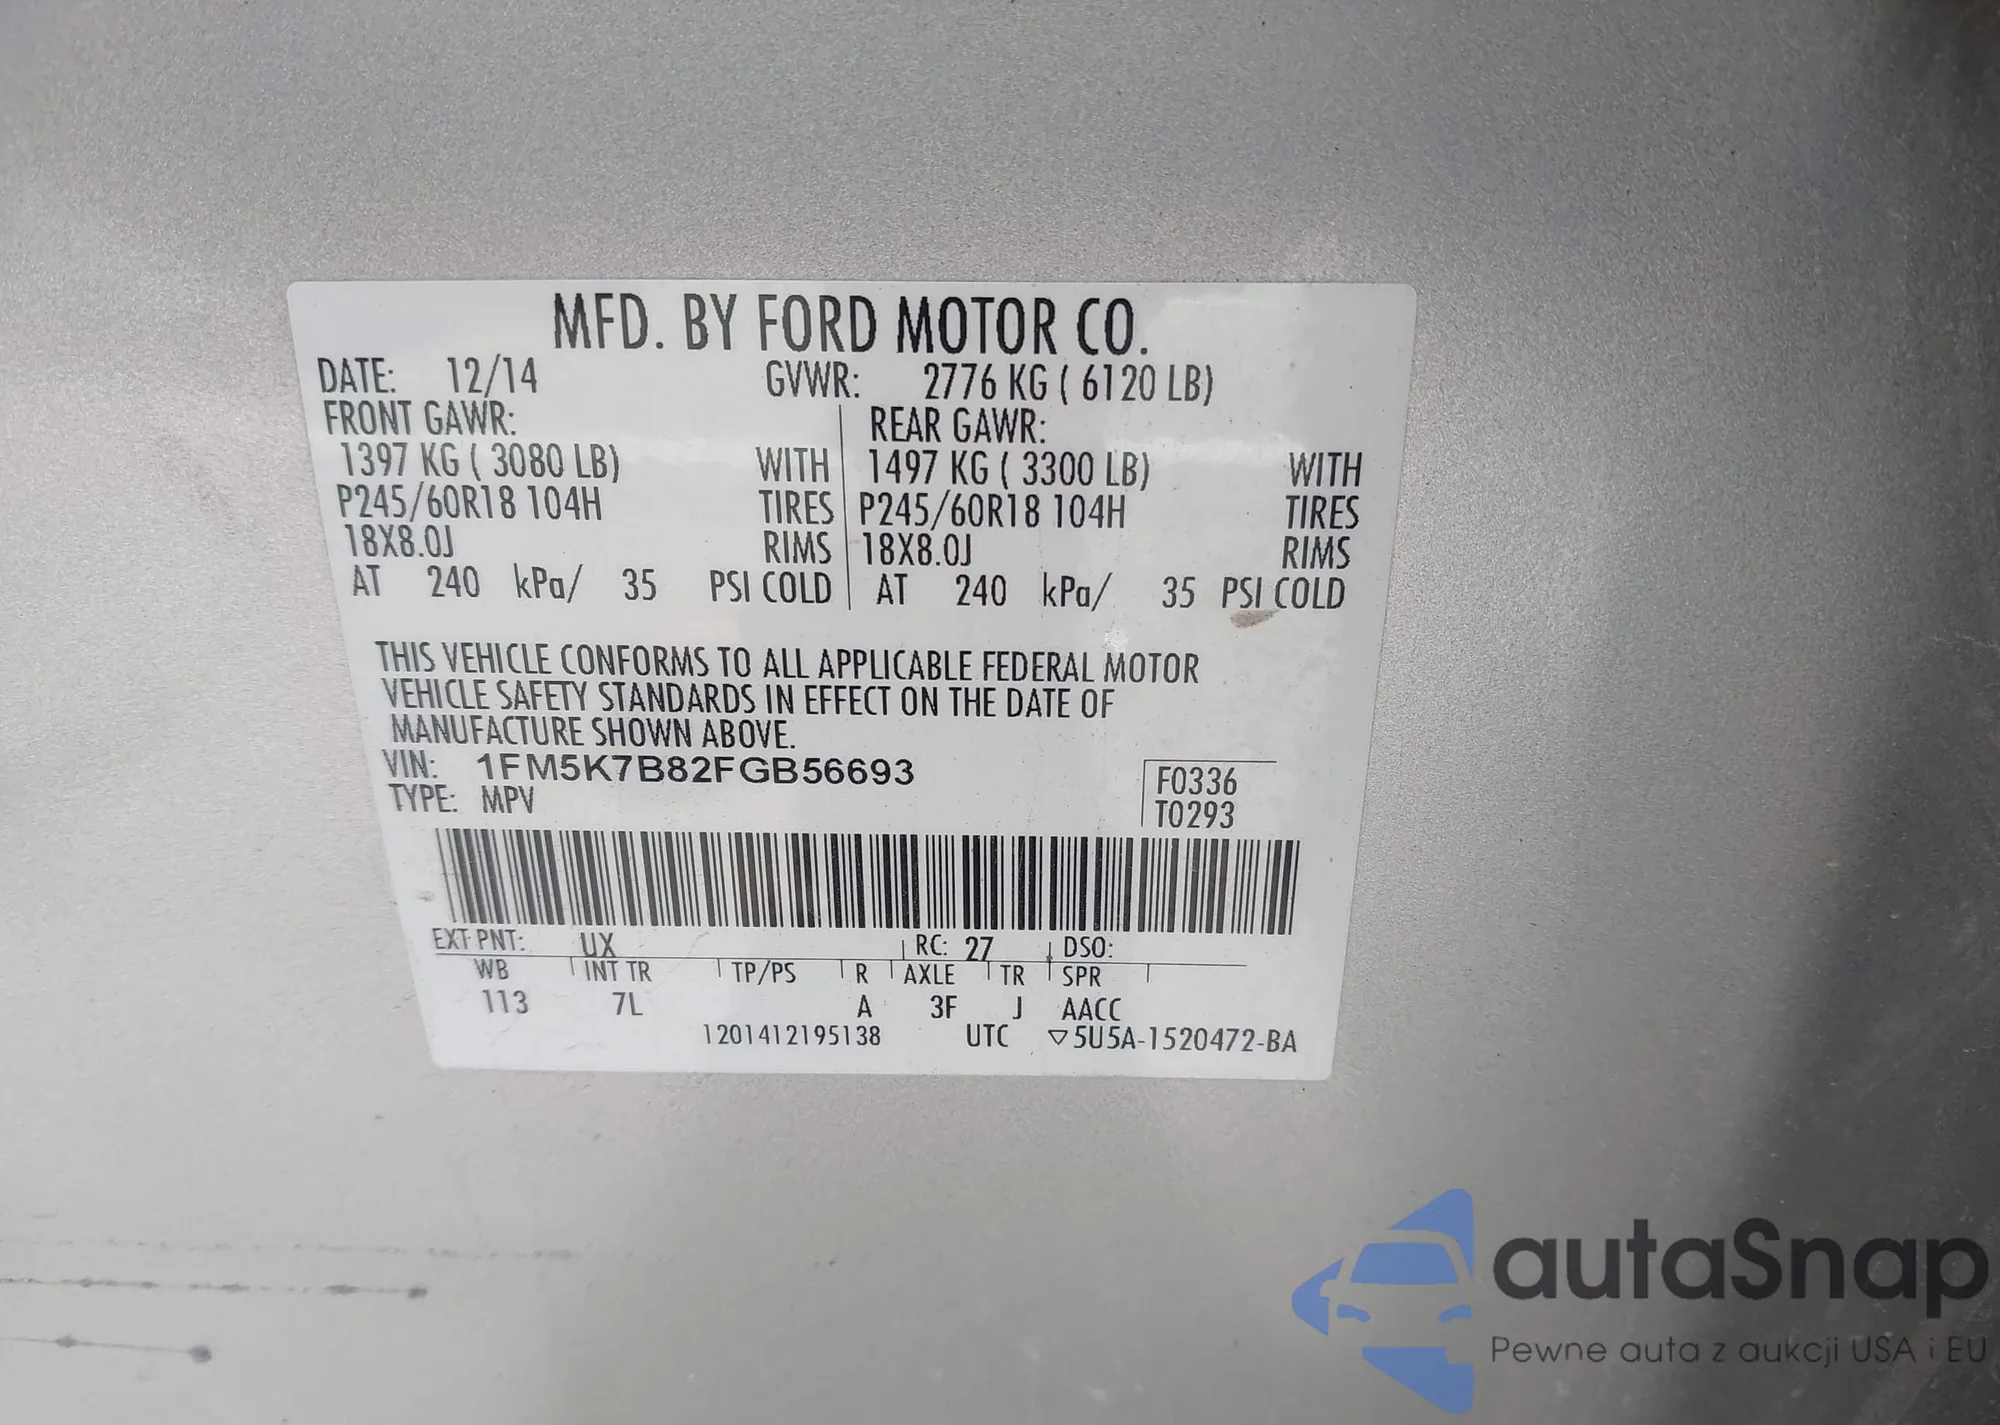 MFD. BY FORD MOTOR CO.
DATE: 12/14 GVWR: 2776 KG ( 6120 LB)
FRONT GAWR: REAR GAWR:
1397 KG ( 3080 LB) WITH 1497 KG ( 3300 LB) WITH
P245/60R18 104H TIRES P245/60R18 104H TIRES
18X8.0J RIMS 18X8.0J RIMS
AT 240 kPa/ 35 PSI COLD AT 240 kPa/ 35 PSI COLD
THIS VEHICLE CONFORMS TO ALL APPLICABLE FEDERAL MOTOR
VEHICLE SAFETY STANDARDS IN EFFECT ON THE DATE OF
MANUFACTURE SHOWN ABOVE.
VIN: 1FM5K7B82FGB56693
TYPE: MPV
F0336
T0293
EXT PNT: UX RC: 27 DSO:
WB INT TR TP/PS R AXLE TR SPR
113 7L A 3F J AACC
1201412195138 UTC ▽5U5A-1520472-BA
autaSnap
Pewne auta z aukcji USA i EU